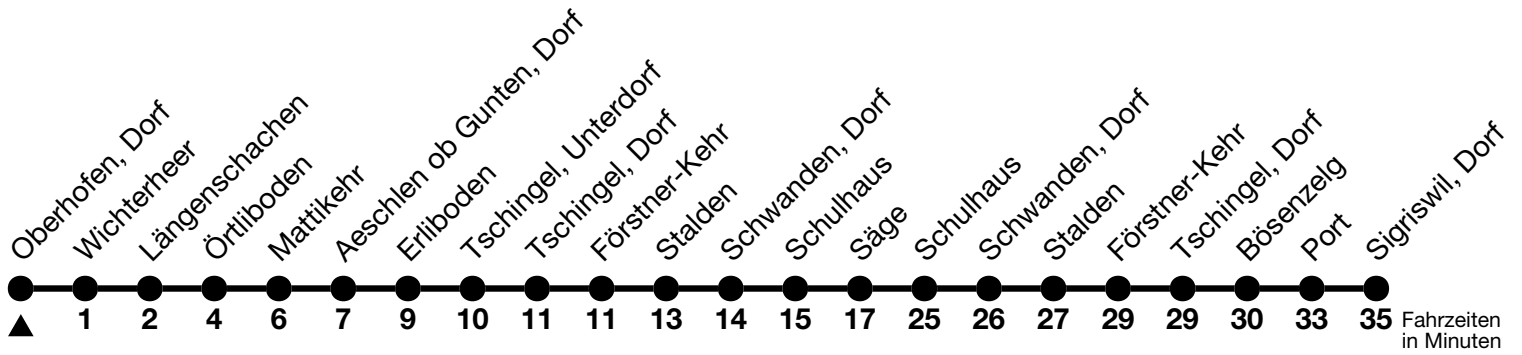 Oberhofen, Dorf
Wichterheer
Längenschachen
Örtliboden
Mattikehr
Aeschlen ob Gunten, Dorf
Erliboden
Tschingel, Unterdorf
Tschingel, Dorf
Förstner-Kehr
Stalden
Schwanden, Dorf
Schulhaus
Säge
Schulhaus
Schwanden, Dorf
Stalden
Förstner-Kehr
Tschingel, Dorf
Bösenzelg
Port
Sigriswil, Dorf
1 2 4 6 7 9 10 11 11 13 14 15 17 25 26 27 29 29 30 33 35 Fahrzeiten
in Minuten